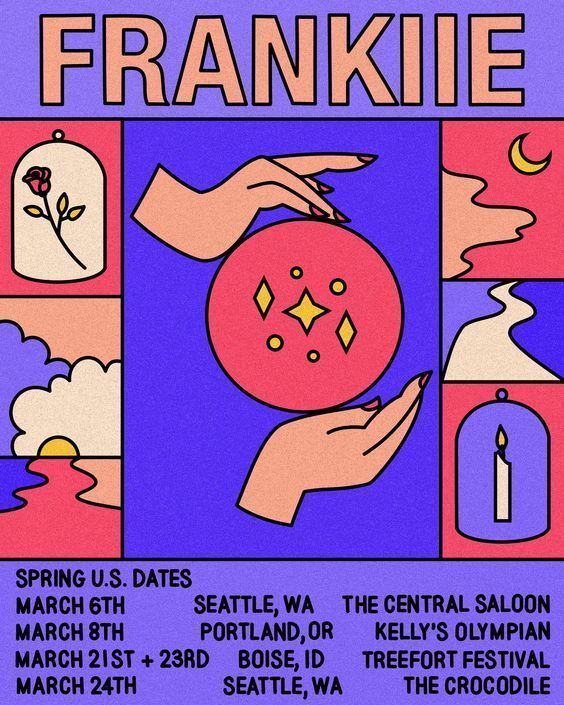 FRANKIIE
SPRING U.S. DATES
MARCH 6TH SEATTLE, WA THE CENTRAL SALOON
MARCH 8TH PORTLAND, OR KELLY'S OLYMPIAN
MARCH 21ST + 23RD BOISE, ID TREEFORT FESTIVAL
MARCH 24TH SEATTLE, WA THE CROCODILE